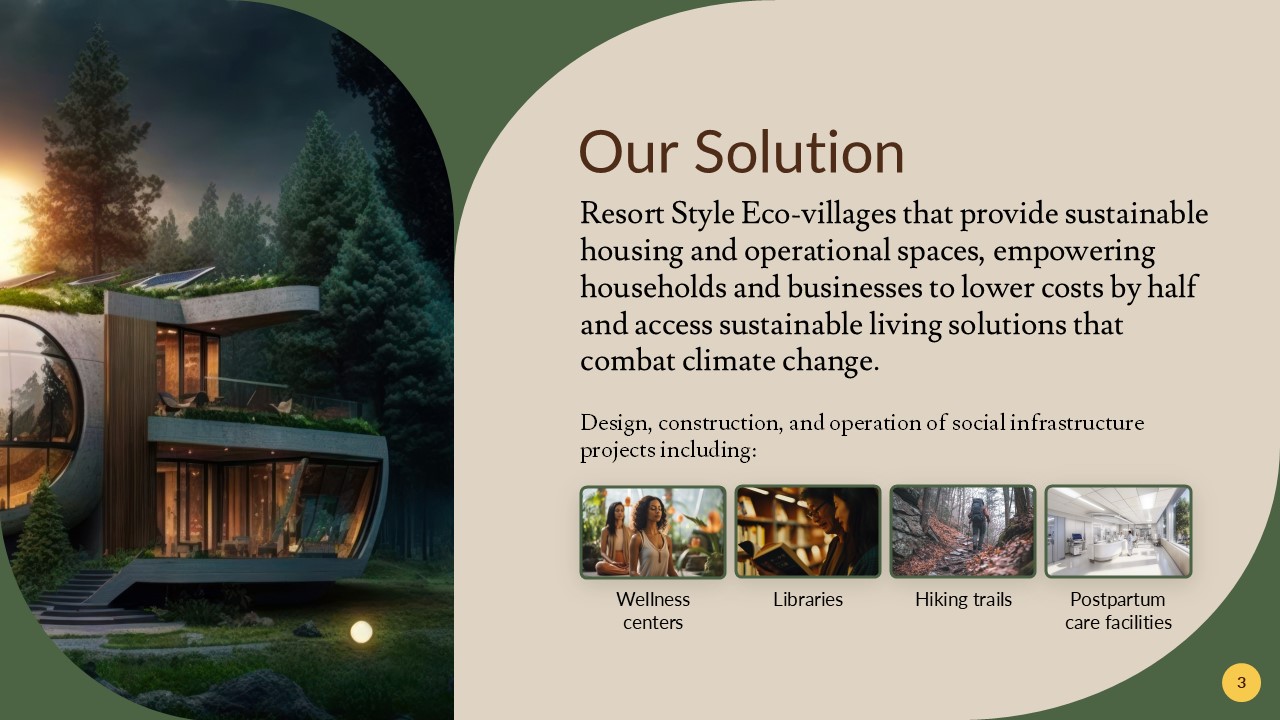 Our Solution
Resort Style Eco-villages that provide sustainable
housing and operational spaces, empowering
households and businesses to lower costs by half
and access sustainable living solutions that
combat climate change.
Design, construction, and operation of social infrastructure
projects including:
Wellness
centers
Libraries
Hiking trails
Postpartum
care facilities
3